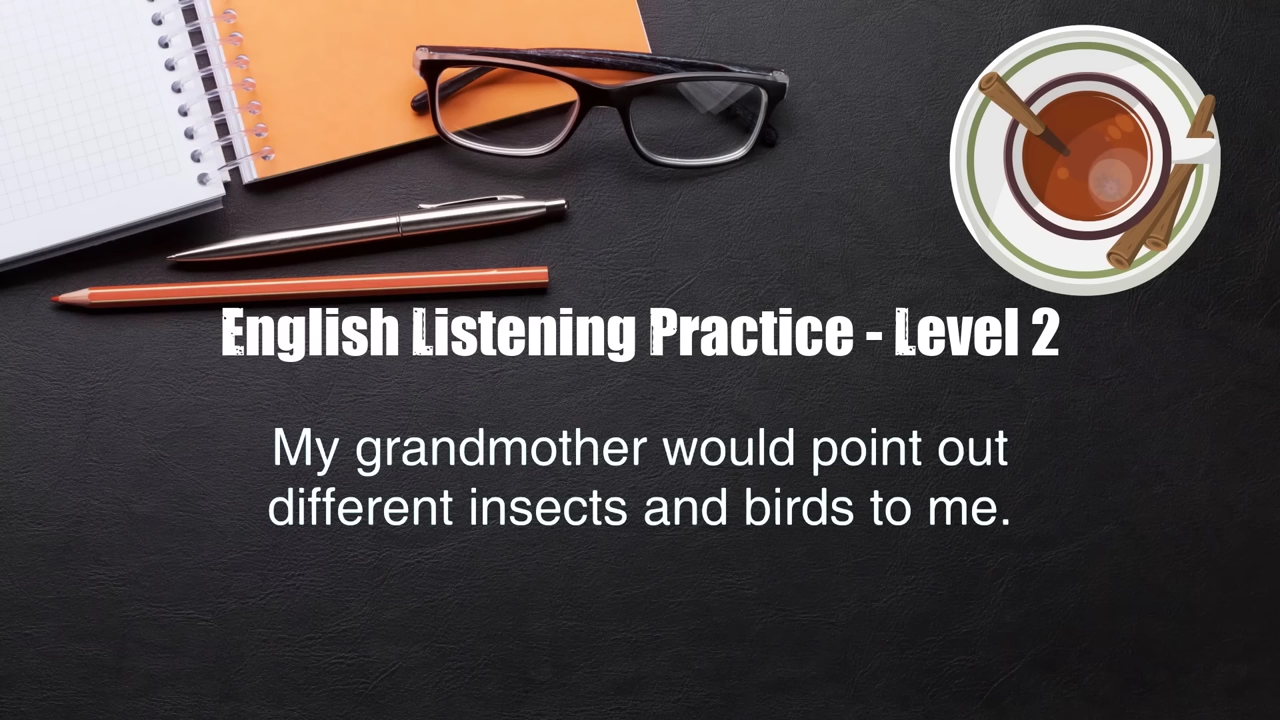 English Listening Practice - Level 2
My grandmother would point out
different insects and birds to me.